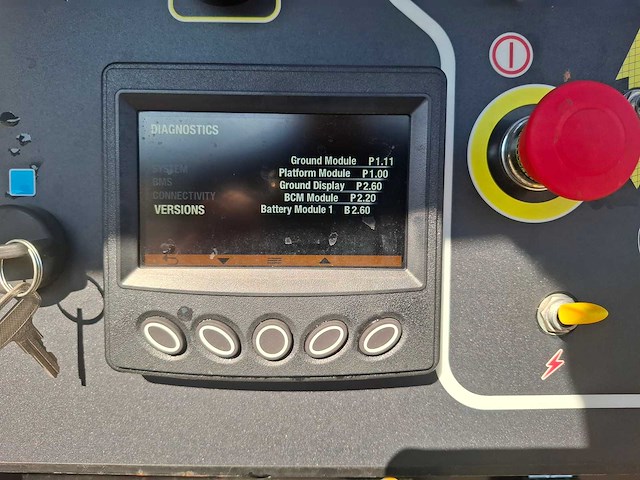 DIAGNOSTICS
Ground Module P1.11
SYSTEM Platform Module P1.00
Ground Display P2.60
CONNECTIVITY BCM Module P2.20
VERSIONS Battery Module 1 B2.60